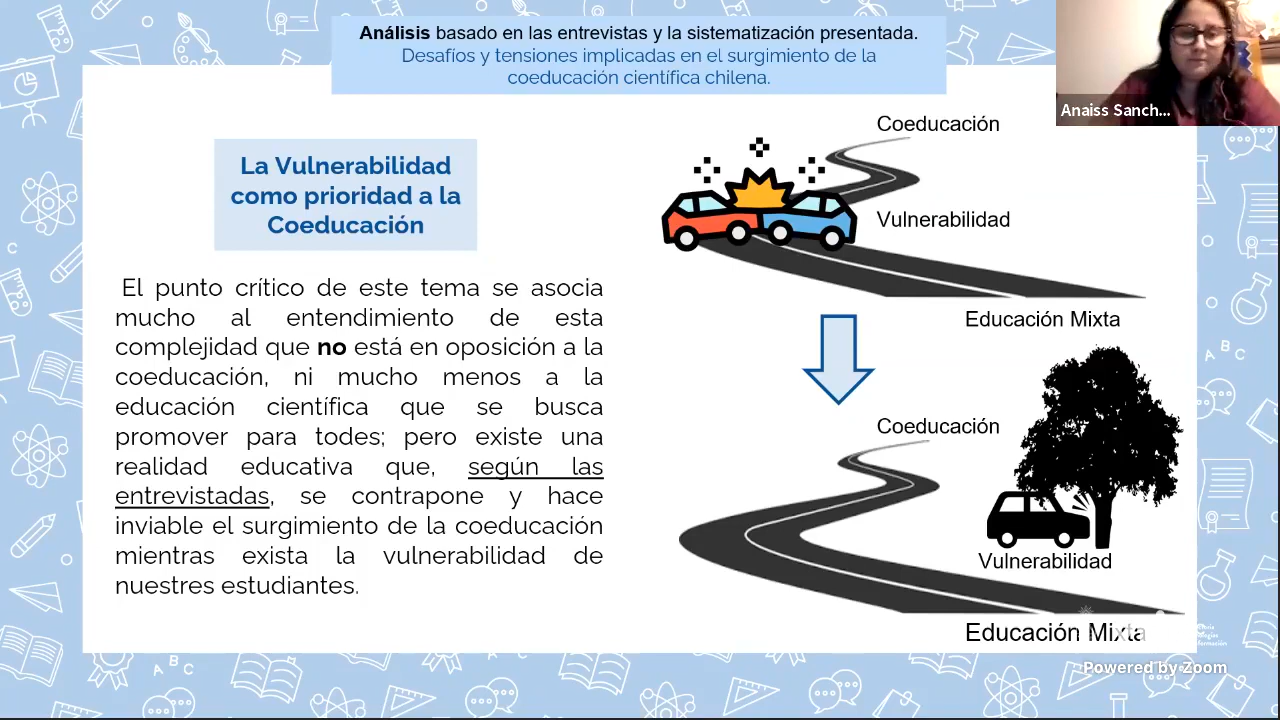 Análisis basado en las entrevistas y la sistematización presentada.
Desafíos y tensiones implicadas en el surgimiento de la
coeducación científica chilena.
Anaiss Sanch...
La Vulnerabilidad
como prioridad a la
Coeducación
El punto crítico de este tema se asocia
mucho al entendimiento de esta
complejidad que no está en oposición a la
coeducación, ni mucho menos a la
educación científica que se busca
promover para todes; pero existe una
realidad educativa que, según las
entrevistadas, se contrapone y hace
inviable el surgimiento de la coeducación
mientras exista la vulnerabilidad de
nuestres estudiantes.
Coeducación
Vulnerabilidad
Educación Mixta
Coeducación
Vulnerabilidad
Educación Mixta
Powered by Zoom
A B C
A B C
A B C